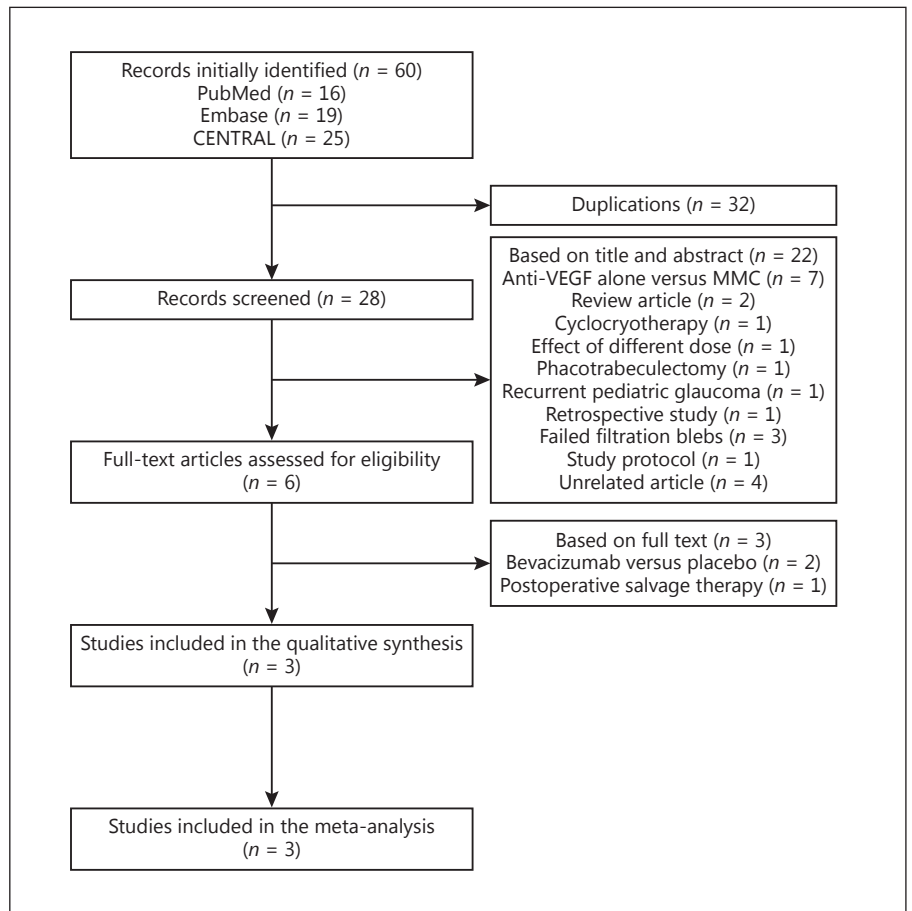 Records initially identified (n = 60)
PubMed (n = 16)
Embase (n = 19)
CENTRAL (n = 25)
Duplications (n = 32)
Records screened (n = 28)
Based on title and abstract (n = 22)
Anti-VEGF alone versus MMC (n = 7)
Review article (n = 2)
Cyclocryotherapy (n = 1)
Effect of different dose (n = 1)
Phacotrabeculectomy (n = 1)
Recurrent pediatric glaucoma (n = 1)
Retrospective study (n = 1)
Failed filtration blebs (n = 3)
Study protocol (n = 1)
Unrelated article (n = 4)
Full-text articles assessed for eligibility
(n = 6)
Based on full text (n = 3)
Bevacizumab versus placebo (n = 2)
Postoperative salvage therapy (n = 1)
Studies included in the qualitative synthesis
(n = 3)
Studies included in the meta-analysis
(n = 3)